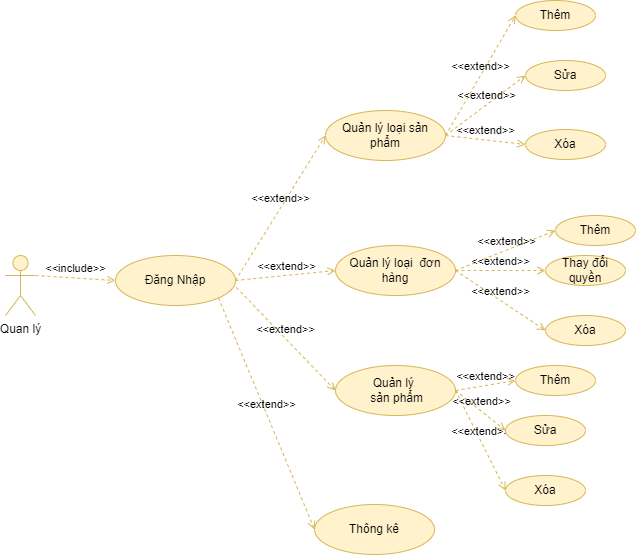 Thêm
<<extend>>
Sửa
<<extend>>
Quản lý loại sản
phẩm
<<extend>>
Xóa
<<extend>>
Thêm
<<extend>>
Quản lý loại  đơn
hàng
<<extend>>
Thay đổi
quyền
<<include>>
<<extend>>
Đăng Nhập
<<extend>>
Quan lý
<<extend>>
Xóa
<<extend>>
Thêm
Quản lý
sản phẩm
<<extend>>
<<extend>>
<<extend>>
Sửa
<<extend>>
Xóa
Thông kê